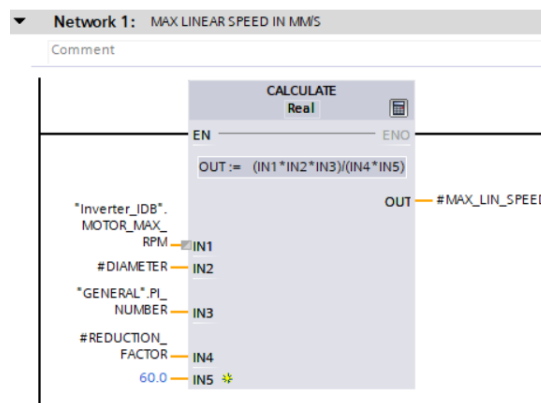 Network 1: MAX LINEAR SPEED IN MM/S
Comment
CALCULATE
Real
EN
ENO
OUT := (IN1*IN2*IN3)/(IN4*IN5)
OUT
#MAX_LIN_SPEED
"Inverter_IDB".
MOTOR_MAX_
RPM
IN1
#DIAMETER
IN2
"GENERAL".PI_
NUMBER
IN3
#REDUCTION_
FACTOR
IN4
60.0
IN5